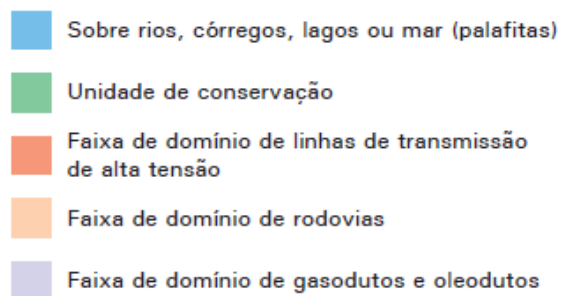 Sobre rios, córregos, lagos ou mar (palafitas)
Unidade de conservação
Faixa de domínio de linhas de transmissão
de alta tensão
Faixa de domínio de rodovias
Faixa de domínio de gasodutos e oleodutos